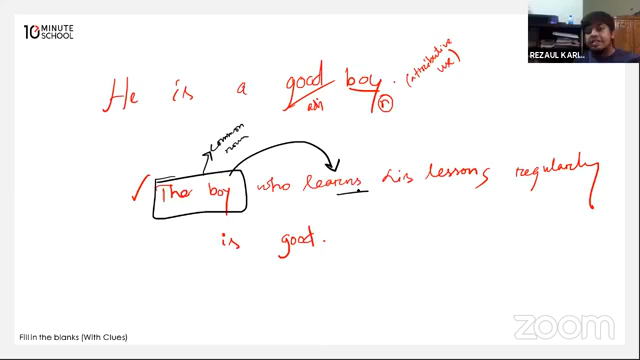 10 MINUTE
SCHOOL
REZAUL KARI...
He is a good boy. (attributive use)
adj n
common noun
The boy who learns his lessons regularly
is good.
Fill in the blanks (With Clues)
zoom